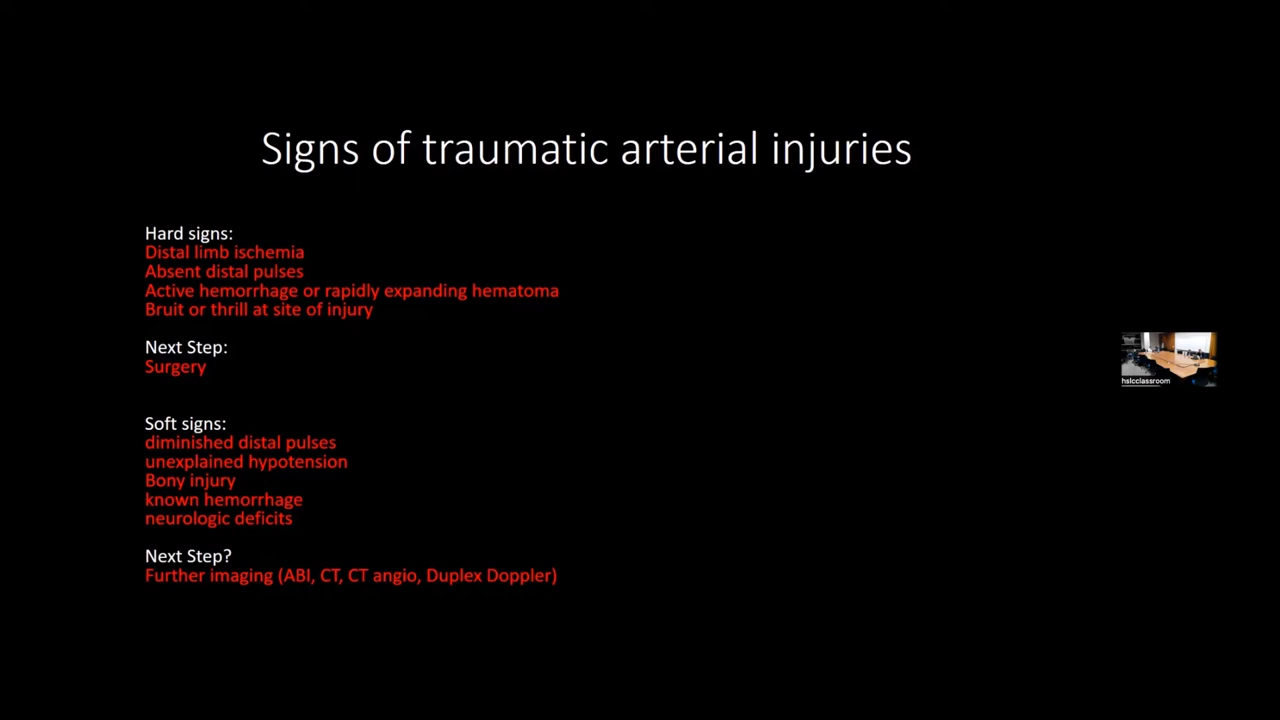 Signs of traumatic arterial injuries
Hard signs:
Distal limb ischemia
Absent distal pulses
Active hemorrhage or rapidly expanding hematoma
Bruit or thrill at site of injury
Next Step:
Surgery
Soft signs:
diminished distal pulses
unexplained hypotension
Bony injury
known hemorrhage
neurologic deficits
Next Step?
Further imaging (ABI, CT, CT angio, Duplex Doppler)
hslcclassroom